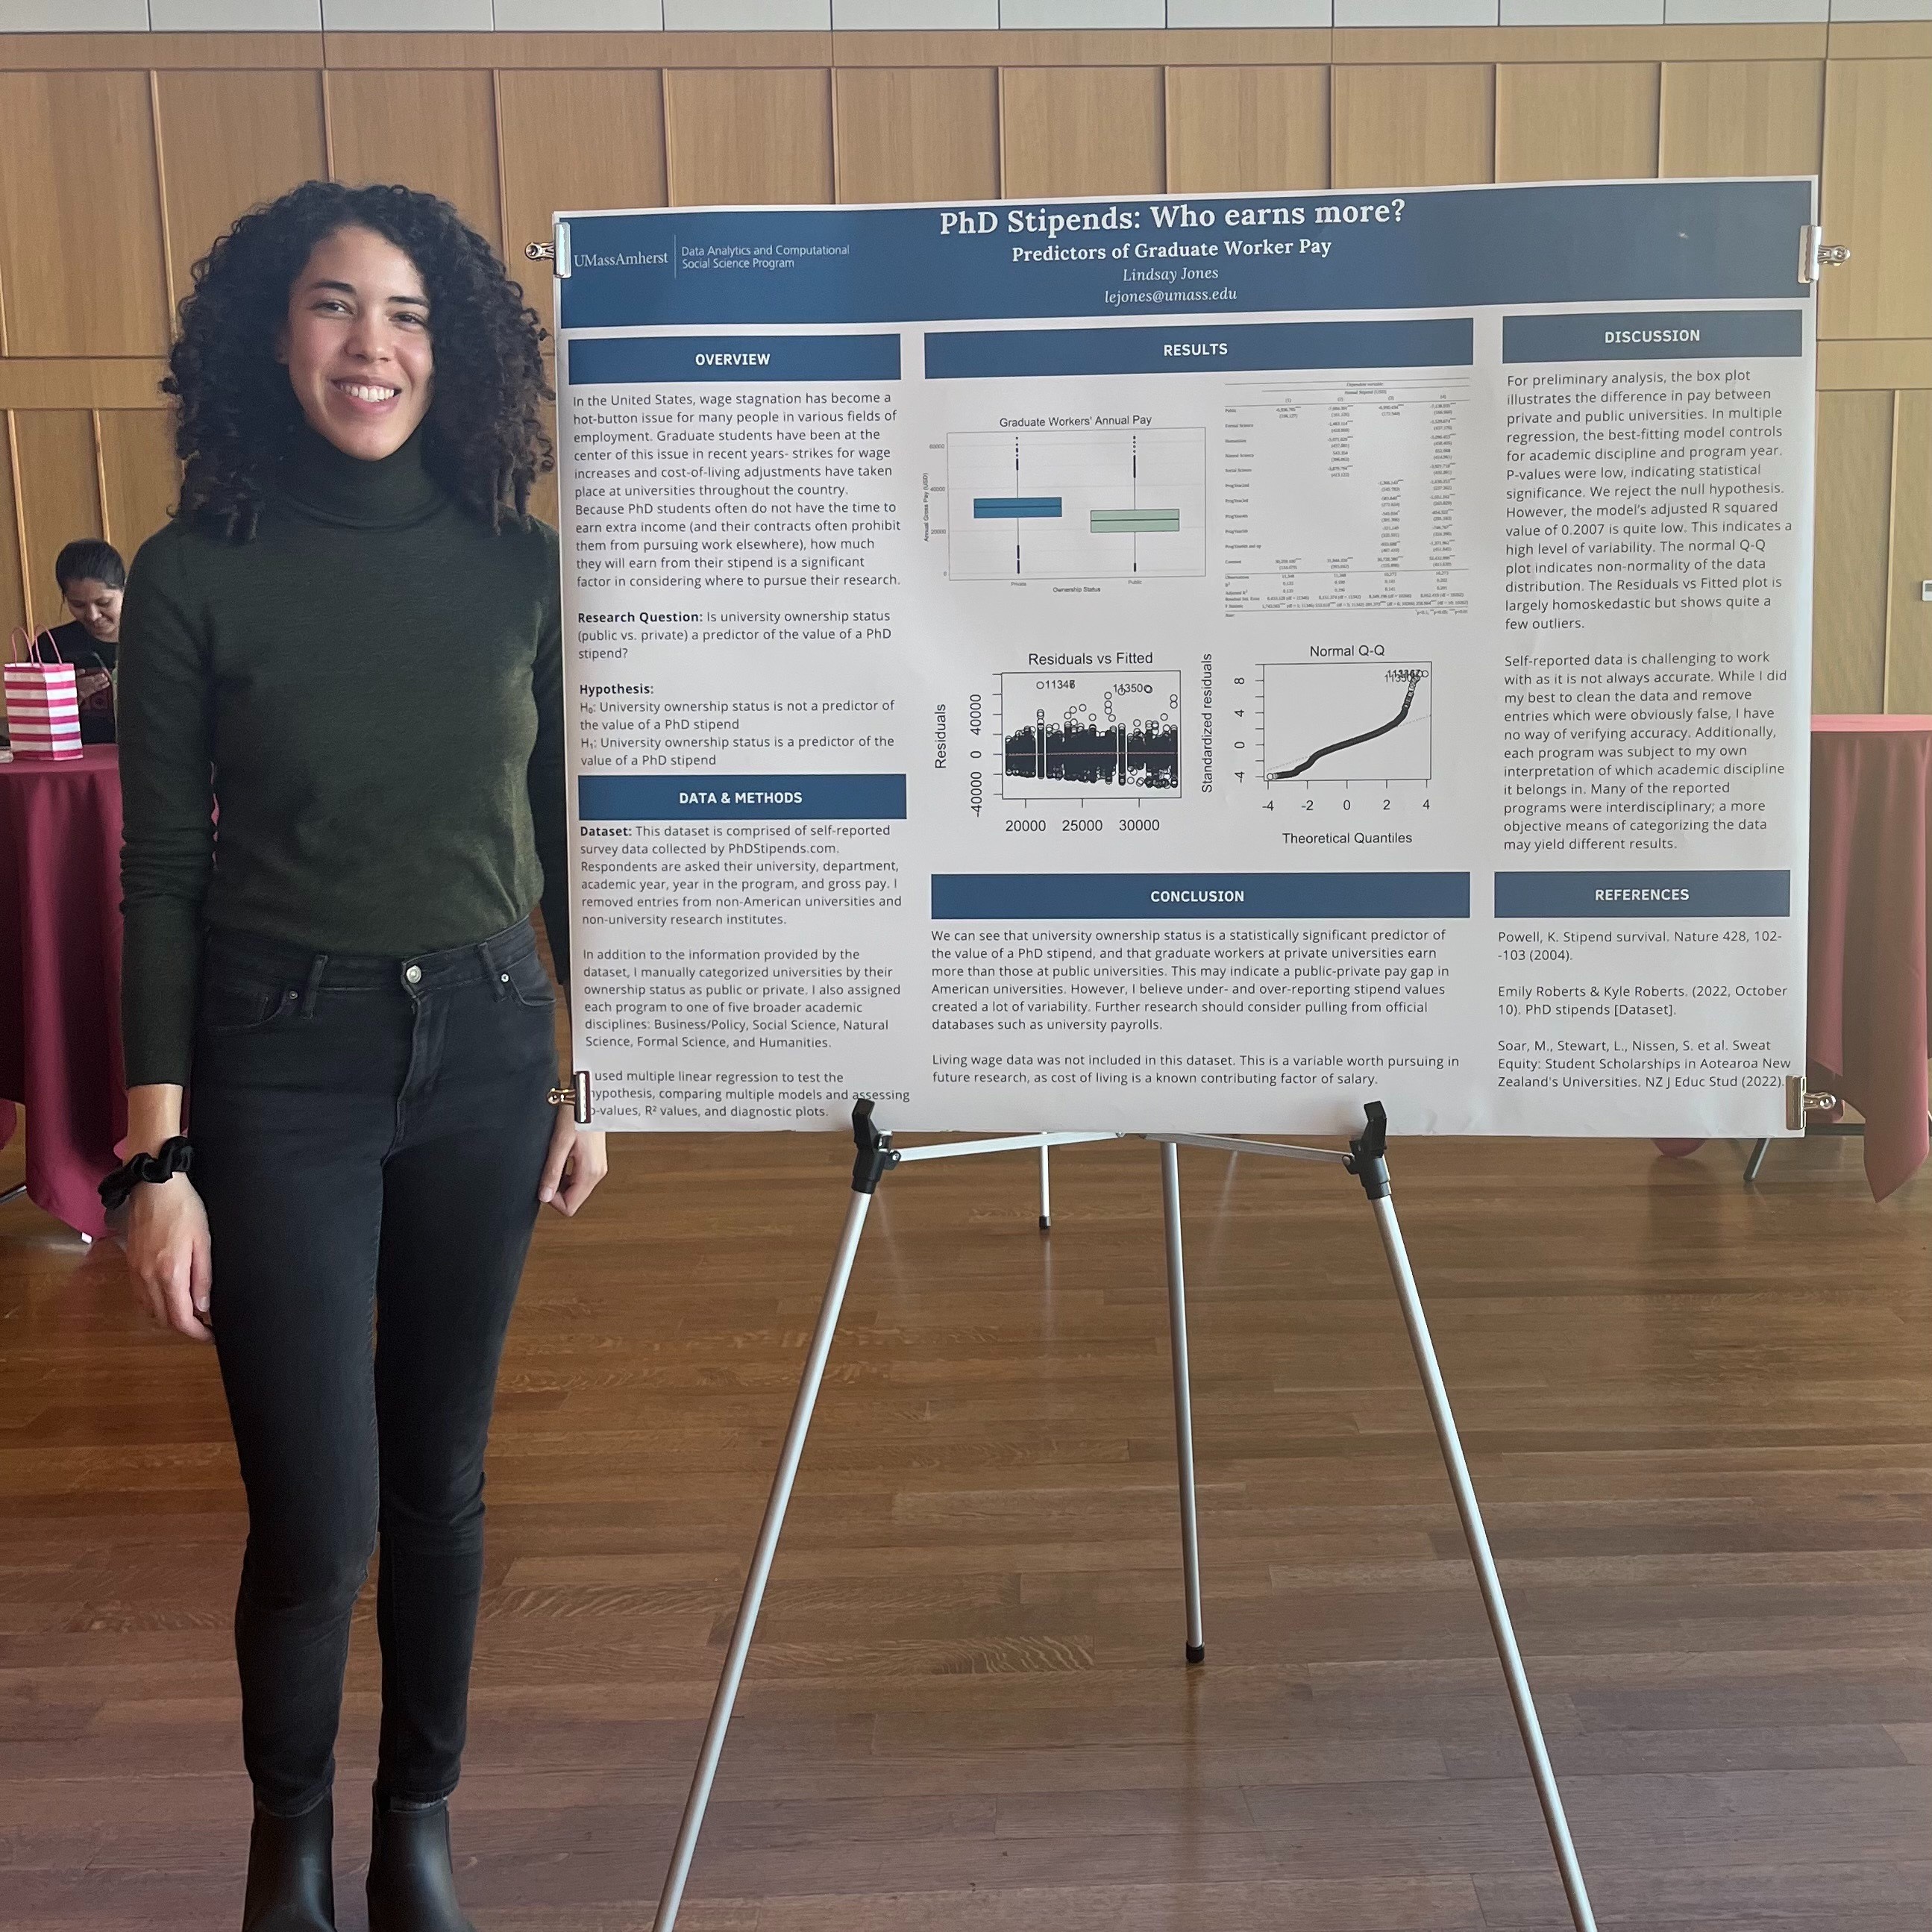 PhD Stipends: Who earns more?
Predictors of Graduate Worker Pay
Lindsay Jones
lejones@umass.edu
UMassAmherst
Data Analytics and Computational
Social Science Program
OVERVIEW
In the United States, wage stagnation has become a
hot-button issue for many people in various fields of
employment. Graduate students have been at the
center of this issue in recent years- strikes for wage
increases and cost-of-living adjustments have taken
place at universities throughout the country.
Because PhD students often do not have the time to
earn extra income (and their contracts often prohibit
them from pursuing work elsewhere), how much
they will earn from their stipend is a significant
factor in considering where to pursue their research.
Research Question: Is university ownership status
(public vs. private) a predictor of the value of a PhD
stipend?
Hypothesis:
H₀: University ownership status is not a predictor of
the value of a PhD stipend
H₁: University ownership status is a predictor of the
value of a PhD stipend
DATA & METHODS
Dataset: This dataset is comprised of self-reported
survey data collected by PhDStipends.com.
Respondents are asked their university, department,
academic year, year in the program, and gross pay. I
removed entries from non-American universities and
non-university research institutes.
In addition to the information provided by the
dataset, I manually categorized universities by their
ownership status as public or private. I also assigned
each program to one of five broader academic
disciplines: Business/Policy, Social Science, Natural
Science, Formal Science, and Humanities.
used multiple linear regression to test the
hypothesis, comparing multiple models and assessing
p-values, R² values, and diagnostic plots.
RESULTS
Graduate Workers' Annual Pay
Annual Gross Pay (USD)
60000
40000
20000
0
Private
Public
Ownership Status
Residuals vs Fitted
Residuals
-40000 0 40000
11350
20000 25000 30000
Normal Q-Q
Standardized residuals
8
4
0
-4
-4 -2 0 2 4
Theoretical Quantiles
CONCLUSION
We can see that university ownership status is a statistically significant predictor of
the value of a PhD stipend, and that graduate workers at private universities earn
more than those at public universities. This may indicate a public-private pay gap in
American universities. However, I believe under- and over-reporting stipend values
created a lot of variability. Further research should consider pulling from official
databases such as university payrolls.
Living wage data was not included in this dataset. This is a variable worth pursuing in
future research, as cost of living is a known contributing factor of salary.
DISCUSSION
For preliminary analysis, the box plot
illustrates the difference in pay between
private and public universities. In multiple
regression, the best-fitting model controls
for academic discipline and program year.
P-values were low, indicating statistical
significance. We reject the null hypothesis.
However, the model's adjusted R squared
value of 0.2007 is quite low. This indicates a
high level of variability. The normal Q-Q
plot indicates non-normality of the data
distribution. The Residuals vs Fitted plot is
largely homoskedastic but shows quite a
few outliers.
Self-reported data is challenging to work
with as it is not always accurate. While I did
my best to clean the data and remove
entries which were obviously false, I have
no way of verifying accuracy. Additionally,
each program was subject to my own
interpretation of which academic discipline
it belongs in. Many of the reported
programs were interdisciplinary; a more
objective means of categorizing the data
may yield different results.
REFERENCES
Powell, K. Stipend survival. Nature 428, 102-
-103 (2004).
Emily Roberts & Kyle Roberts. (2022, October
10). PhD stipends [Dataset].
Soar, M., Stewart, L., Nissen, S. et al. Sweat
Equity: Student Scholarships in Aotearoa New
Zealand's Universities. NZ J Educ Stud (2022).